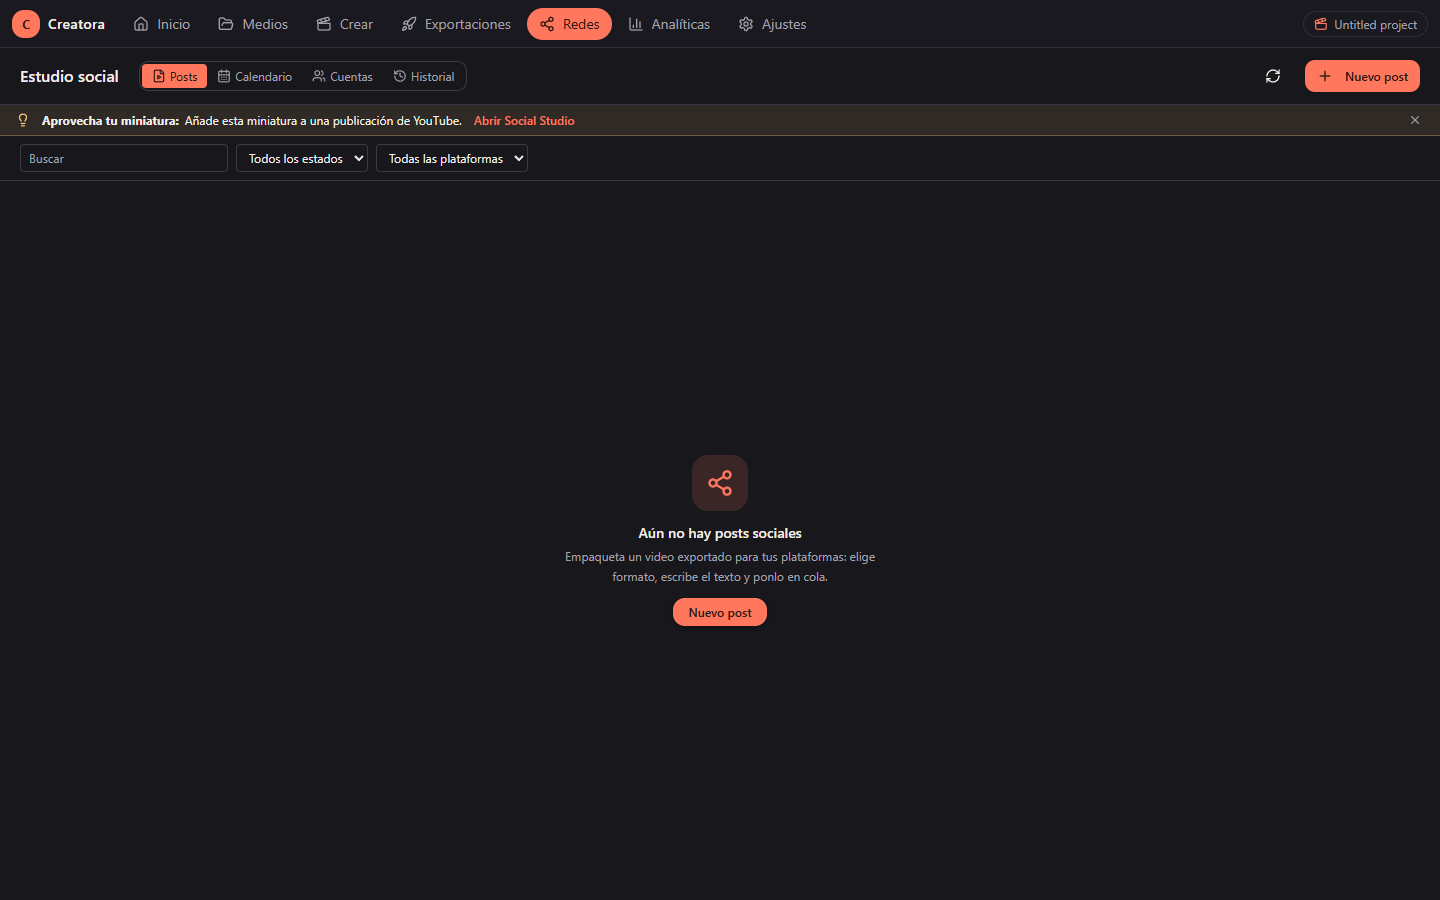 C Creatora Inicio Medios Crear Exportaciones Redes Analíticas Ajustes Untitled project
Estudio social Posts Calendario Cuentas Historial Nuevo post
Aprovecha tu miniatura: Añade esta miniatura a una publicación de YouTube. Abrir Social Studio
Buscar Todos los estados Todas las plataformas
Aún no hay posts sociales
Empaqueta un video exportado para tus plataformas: elige
formato, escribe el texto y ponlo en cola.
Nuevo post